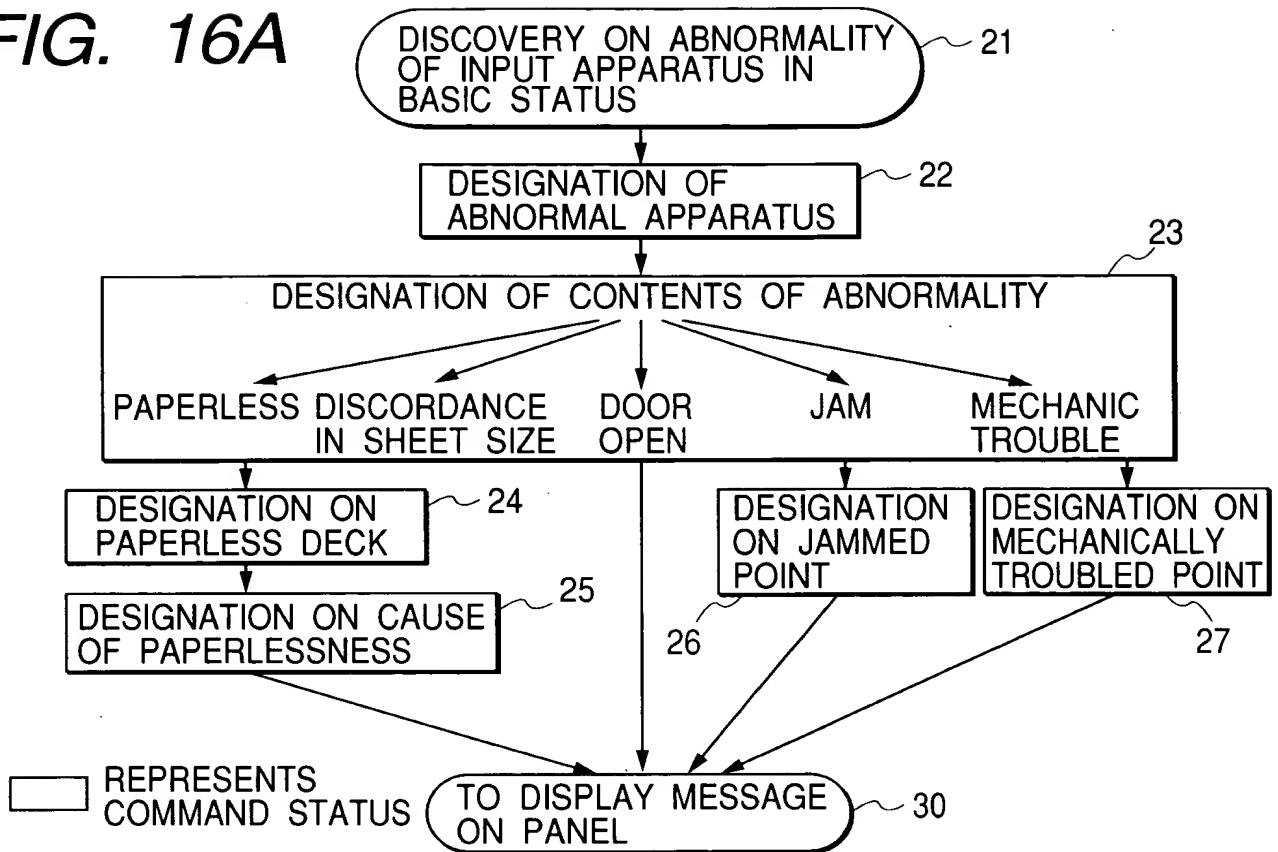 FIG. 16A
DISCOVERY ON ABNORMALITY
OF INPUT APPARATUS IN
BASIC STATUS
21
DESIGNATION OF
ABNORMAL APPARATUS
22
23
DESIGNATION OF CONTENTS OF ABNORMALITY
PAPERLESS
DISCORDANCE
IN SHEET SIZE
DOOR
OPEN
JAM
MECHANIC
TROUBLE
DESIGNATION ON
PAPERLESS DECK
24
DESIGNATION ON CAUSE
OF PAPERLESSNESS
25
DESIGNATION
ON JAMMED
POINT
26
DESIGNATION ON
MECHANICALLY
TROUBLED POINT
27
REPRESENTS
COMMAND STATUS
TO DISPLAY MESSAGE
ON PANEL
30